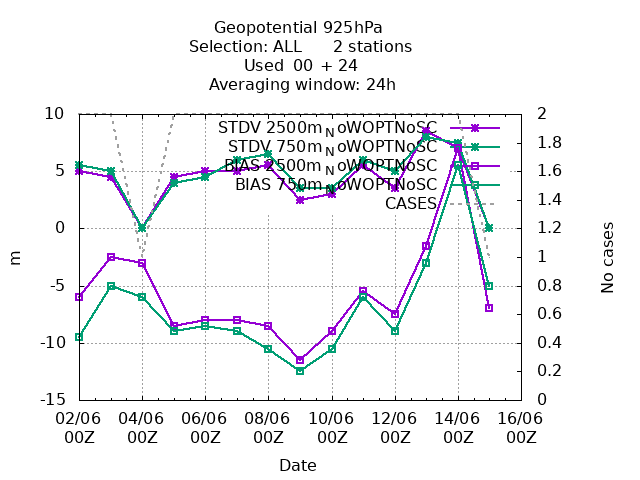 Geopotential 925hPa
Selection: ALL 2 stations
Used 00 + 24
Averaging window: 24h
STDV 2500m_NoWOPTNoSC
STDV 750m_NoWOPTNoSC
BIAS 2500m_NoWOPTNoSC
BIAS 750m_NoWOPTNoSC
CASES
10
5
0
-5
-10
-15
m
2
1.8
1.6
1.4
1.2
1
0.8
0.6
0.4
0.2
0
No cases
02/06 04/06 06/06 08/06 10/06 12/06 14/06 16/06
00Z 00Z 00Z 00Z 00Z 00Z 00Z 00Z
Date